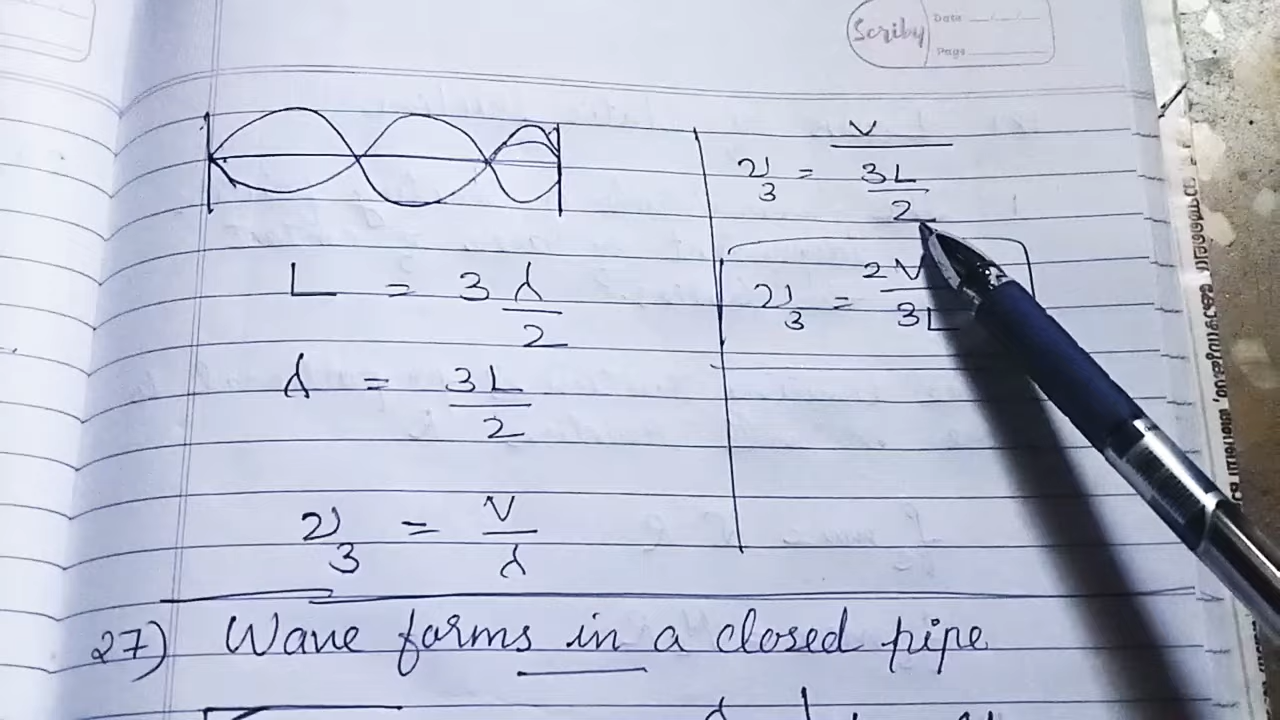 Scriby
Date
Page
L = 3 λ/2
λ = 3L/2
ν₃ = V/λ
ν₃ = V/(3L/2)
ν₃ = 2V/3L
27) Wave forms in a closed pipe